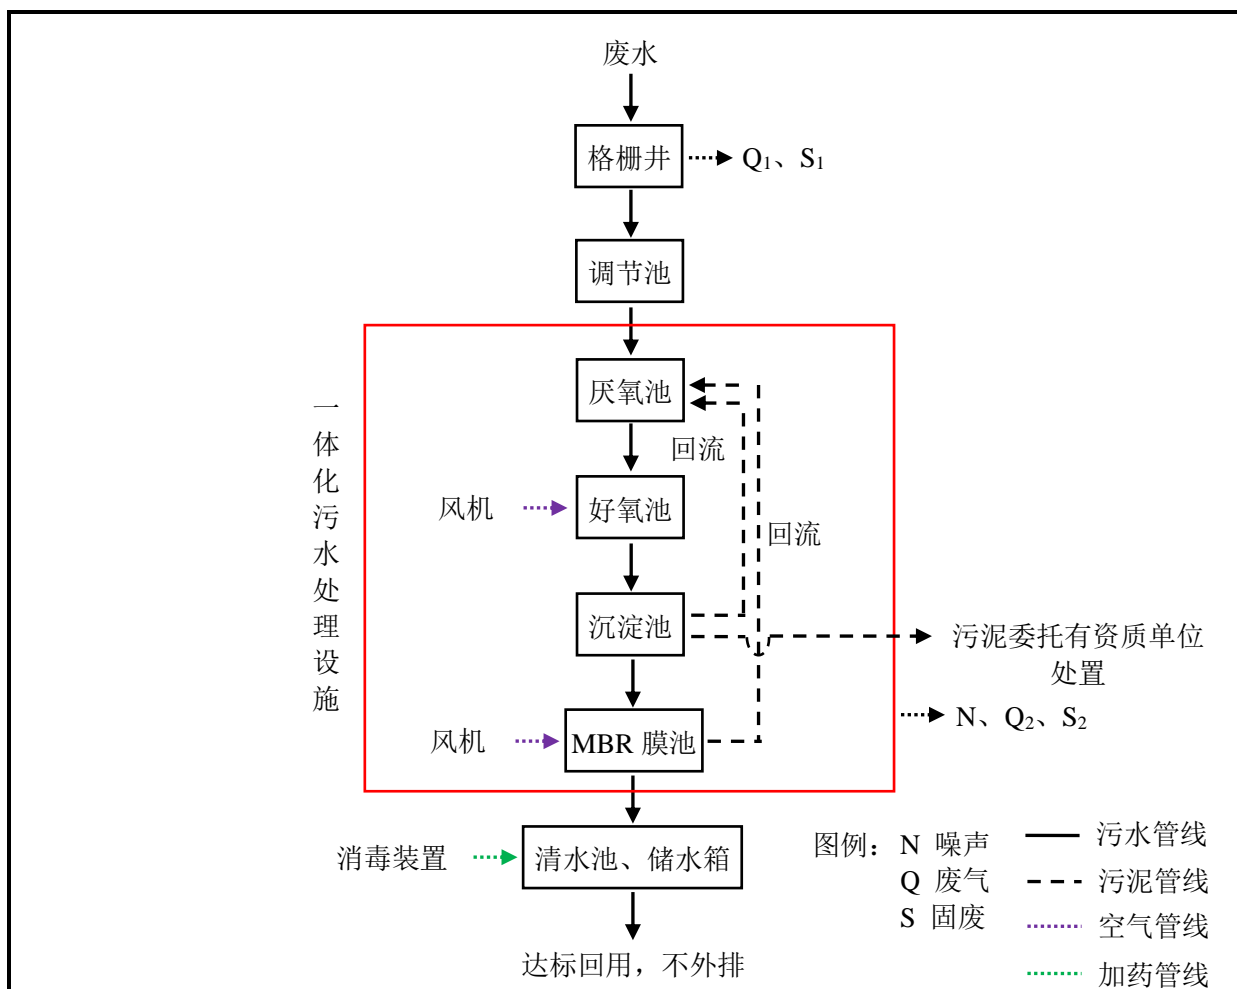 废水
格栅井
Q₁、S₁
调节池
一体化污水处理设施
厌氧池
回流
风机
好氧池
回流
沉淀池
污泥委托有资质单位
处置
N、Q₂、S₂
风机
MBR 膜池
消毒装置
清水池、储水箱
达标回用，不外排
图例：N 噪声
Q 废气
S 固废
污水管线
污泥管线
空气管线
加药管线